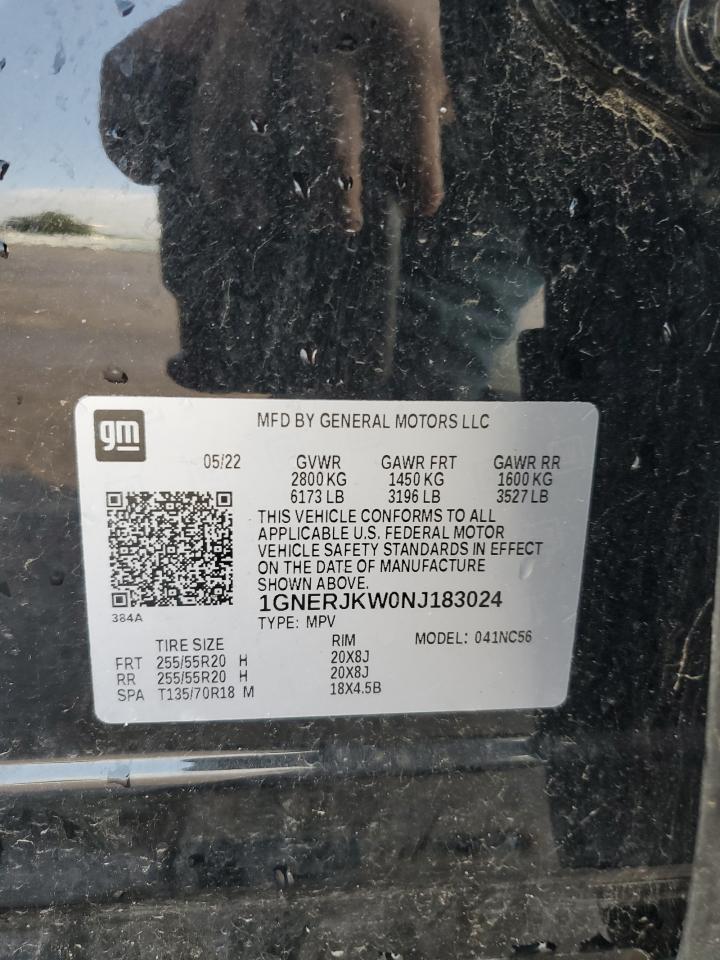 gm
MFD BY GENERAL MOTORS LLC
05/22 GVWR GAWR FRT GAWR RR
2800 KG 1450 KG 1600 KG
6173 LB 3196 LB 3527 LB
THIS VEHICLE CONFORMS TO ALL
APPLICABLE U.S. FEDERAL MOTOR
VEHICLE SAFETY STANDARDS IN EFFECT
ON THE DATE OF MANUFACTURE
SHOWN ABOVE.
1GNERJKW0NJ183024
384A
TYPE: MPV
TIRE SIZE RIM MODEL: 041NC56
FRT 255/55R20 H 20X8J
RR 255/55R20 H 20X8J
SPA T135/70R18 M 18X4.5B